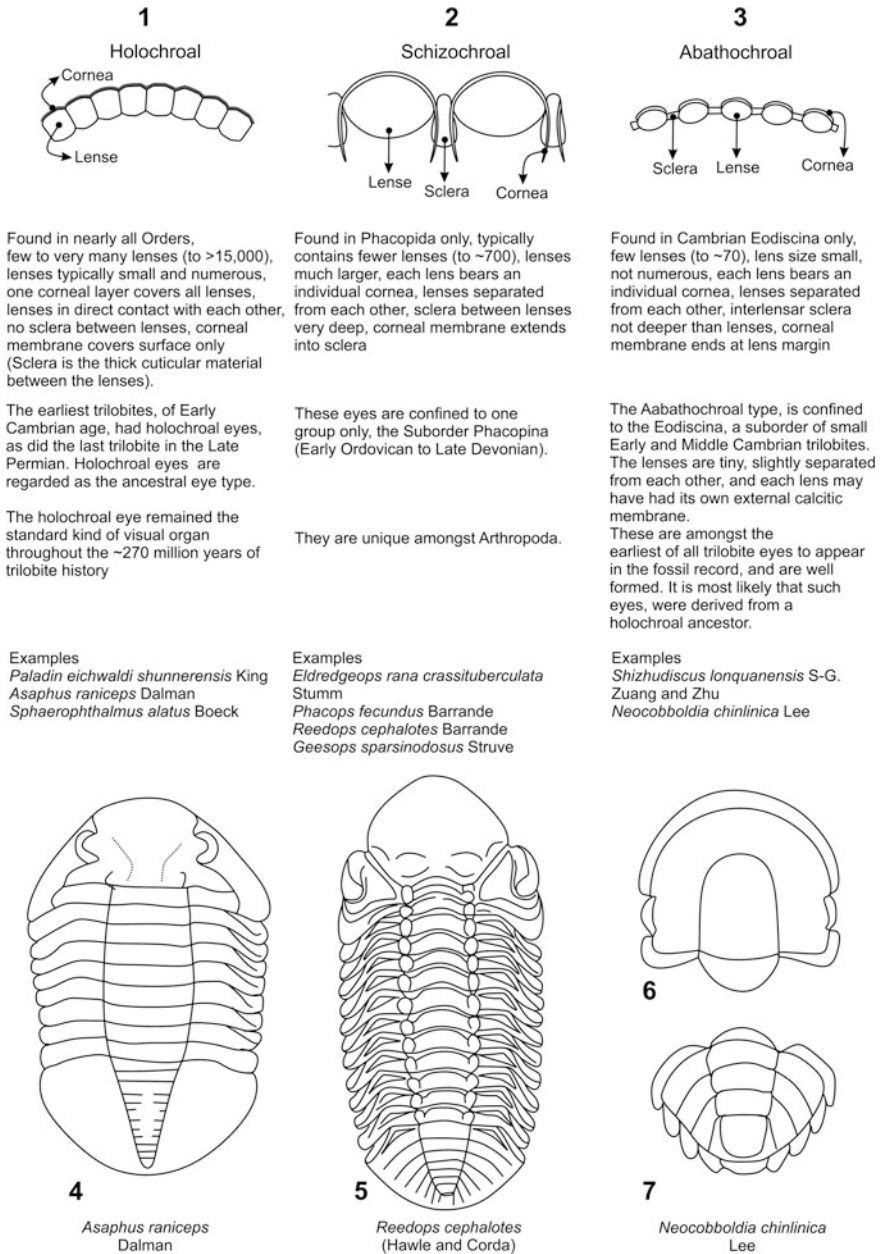 1
Holochroal
Cornea
Lense
Found in nearly all Orders,
few to very many lenses (to >15,000),
lenses typically small and numerous,
one corneal layer covers all lenses,
lenses in direct contact with each other,
no sclera between lenses, corneal
membrane covers surface only
(Sclera is the thick cuticular material
between the lenses).
The earliest trilobites, of Early
Cambrian age, had holochroal eyes,
as did the last trilobite in the Late
Permian. Holochroal eyes are
regarded as the ancestral eye type.
The holochroal eye remained the
standard kind of visual organ
throughout the ~270 million years of
trilobite history
Examples
Paladin eichwaldi shunnerensis King
Asaphus raniceps Dalman
Sphaerophthalmus alatus Boeck
2
Schizochroal
Lense
Sclera
Cornea
Found in Phacopida only, typically
contains fewer lenses (to ~700), lenses
much larger, each lens bears an
individual cornea, lenses separated
from each other, sclera between lenses
very deep, corneal membrane extends
into sclera
These eyes are confined to one
group only, the Suborder Phacopina
(Early Ordovican to Late Devonian).
They are unique amongst Arthropoda.
Examples
Eldredgeops rana crassituberculata
Stumm
Phacops fecundus Barrande
Reedops cephalotes Barrande
Geesops sparsinodosus Struve
3
Abathochroal
Sclera
Lense
Cornea
Found in Cambrian Eodiscina only,
few lenses (to ~70), lens size small,
not numerous, each lens bears an
individual cornea, lenses separated
from each other, interlensar sclera
not deeper than lenses, corneal
membrane ends at lens margin
The Aabathochroal type, is confined
to the Eodiscina, a suborder of small
Early and Middle Cambrian trilobites.
The lenses are tiny, slightly separated
from each other, and each lens may
have had its own external calcitic
membrane.
These are amongst the
earliest of all trilobite eyes to appear
in the fossil record, and are well
formed. It is most likely that such
eyes, were derived from a
holochroal ancestor.
Examples
Shizhudiscus lonquanensis S-G.
Zuang and Zhu
Neocobboldia chinlinica Lee
4
Asaphus raniceps
Dalman
5
Reedops cephalotes
(Hawle and Corda)
6
7
Neocobboldia chinlinica
Lee